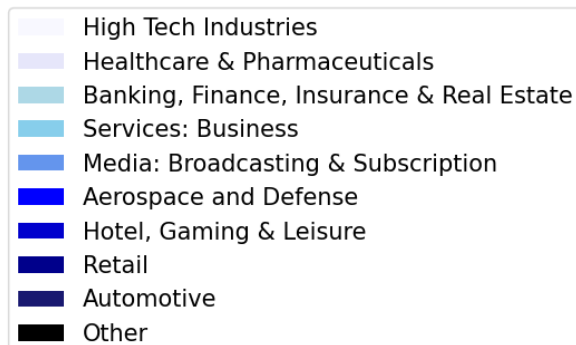 High Tech Industries
Healthcare & Pharmaceuticals
Banking, Finance, Insurance & Real Estate
Services: Business
Media: Broadcasting & Subscription
Aerospace and Defense
Hotel, Gaming & Leisure
Retail
Automotive
Other